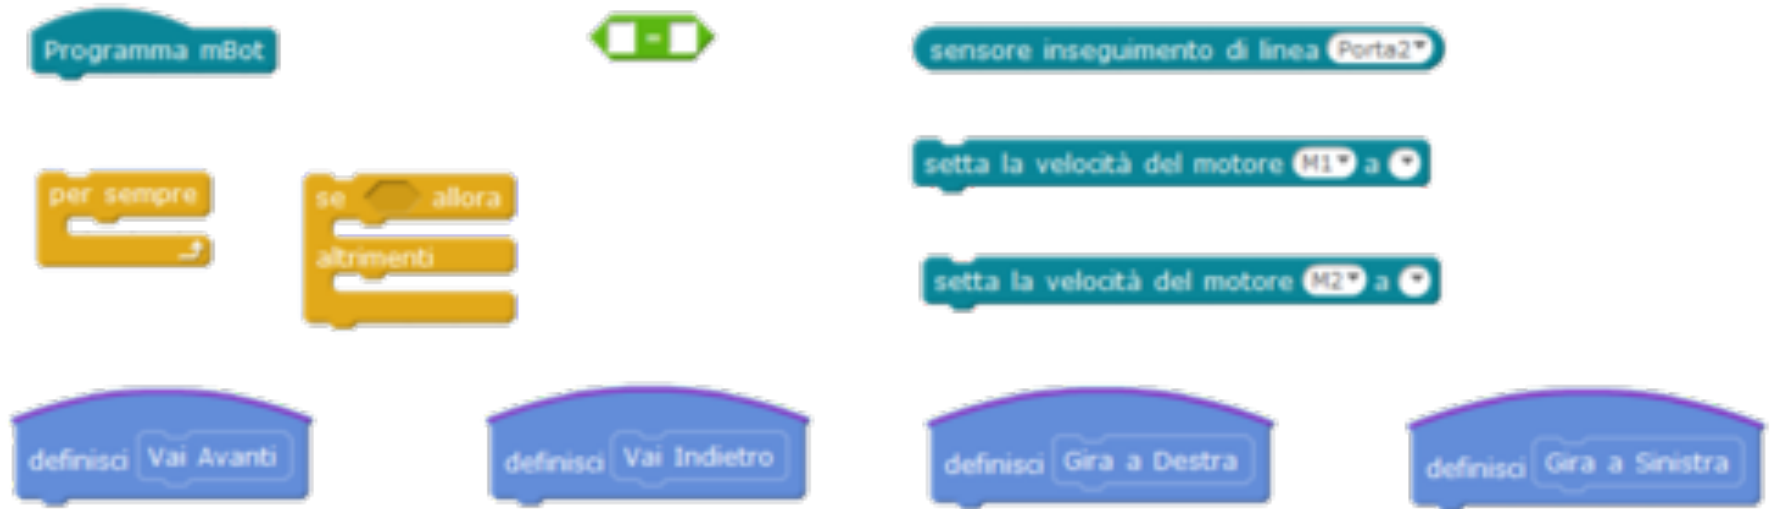 Programma mBot
=
sensore inseguimento di linea Porta2
per sempre
se allora
altrimenti
setta la velocità del motore M1 a
setta la velocità del motore M2 a
definisci Vai Avanti
definisci Vai Indietro
definisci Gira a Destra
definisci Gira a Sinistra